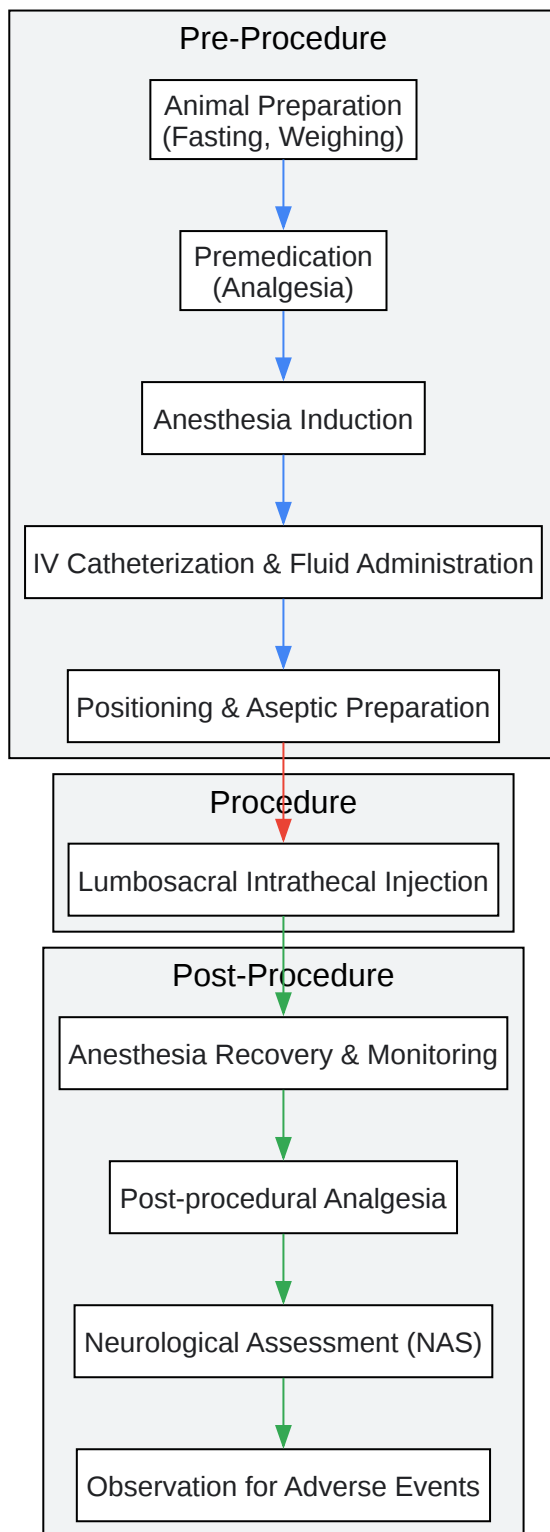 Pre-Procedure
Animal Preparation
(Fasting, Weighing)
Premedication
(Analgesia)
Anesthesia Induction
IV Catheterization & Fluid Administration
Positioning & Aseptic Preparation
Procedure
Lumbosacral Intrathecal Injection
Post-Procedure
Anesthesia Recovery & Monitoring
Post-procedural Analgesia
Neurological Assessment (NAS)
Observation for Adverse Events